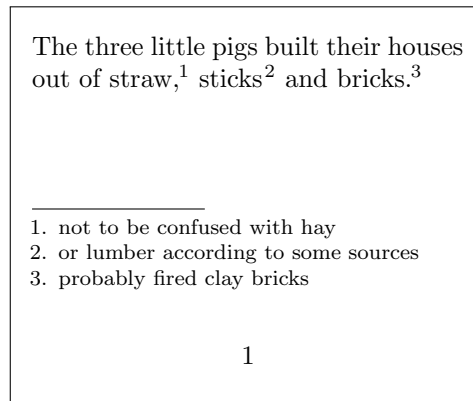 The three little pigs built their houses
out of straw,¹ sticks² and bricks.³
1. not to be confused with hay
2. or lumber according to some sources
3. probably fired clay bricks
1